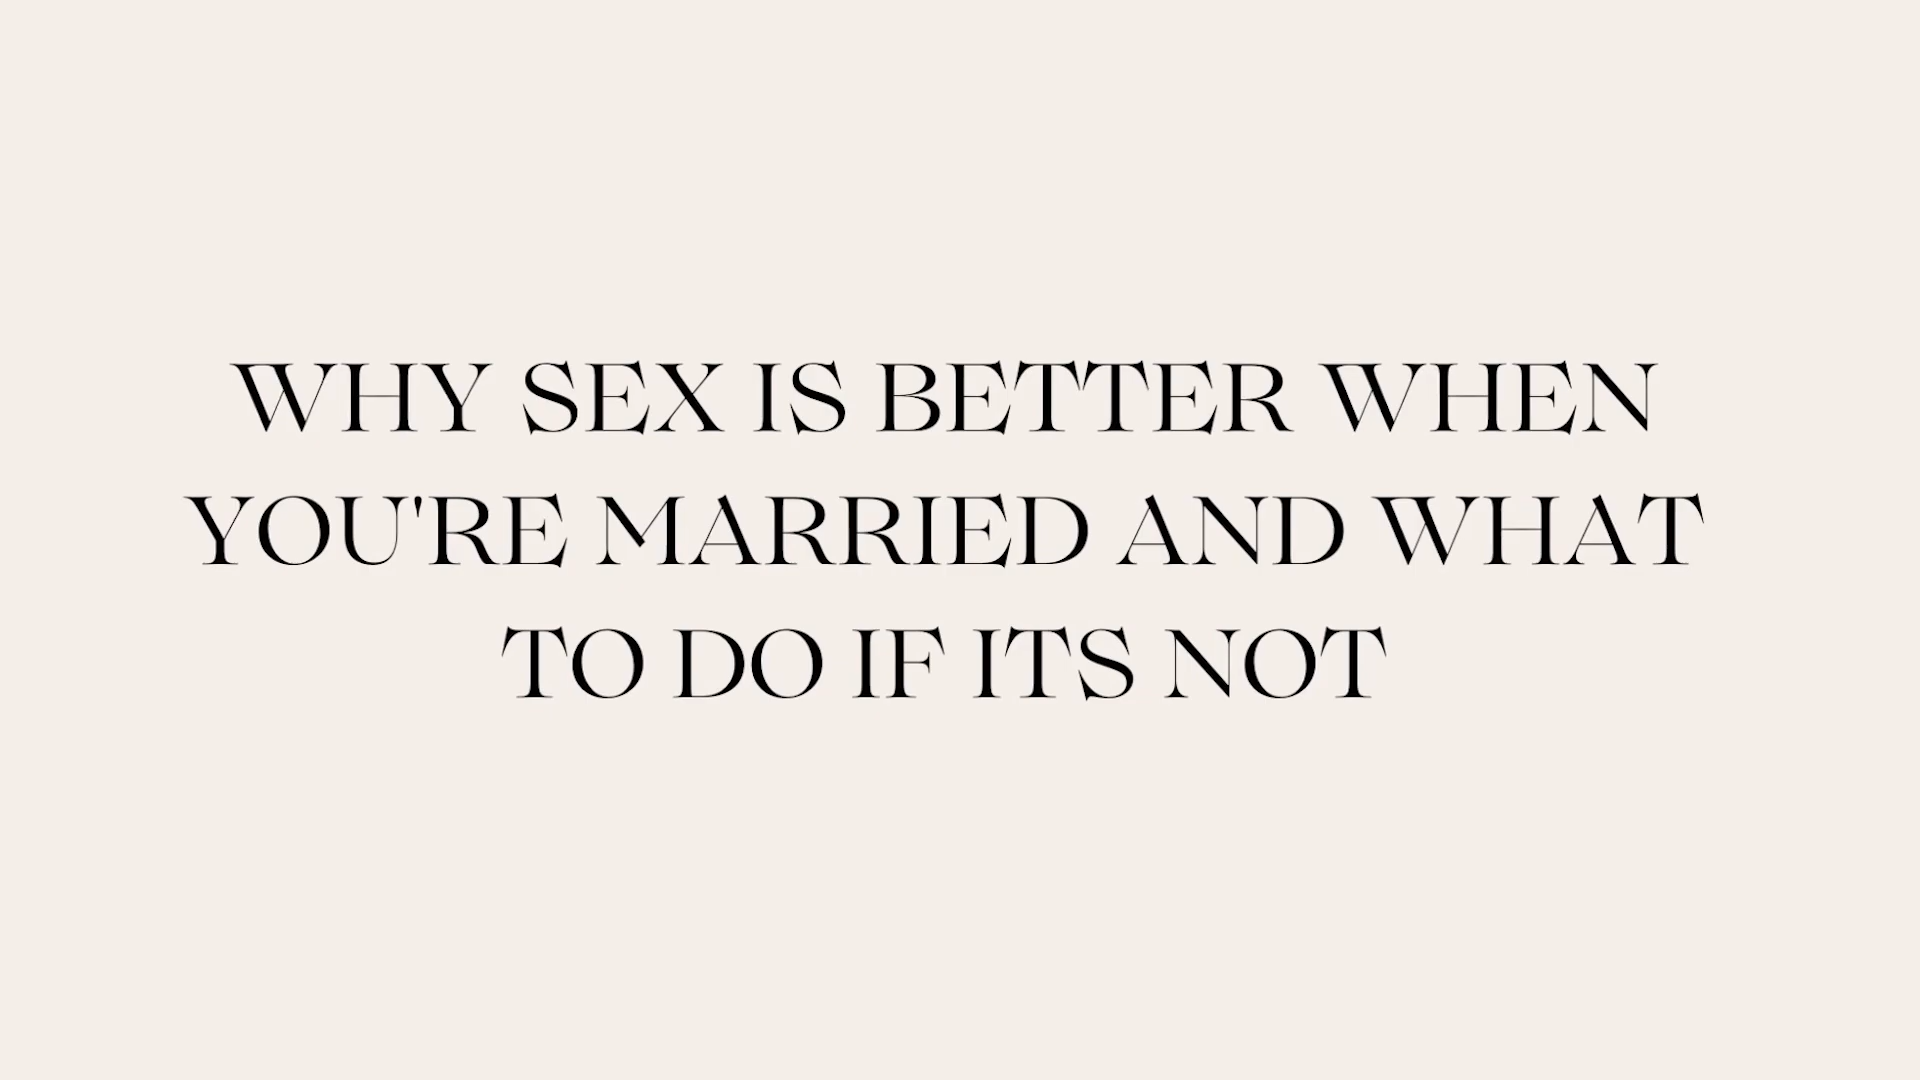 WHY SEX IS BETTER WHEN
YOU'RE MARRIED AND WHAT
TO DO IF ITS NOT